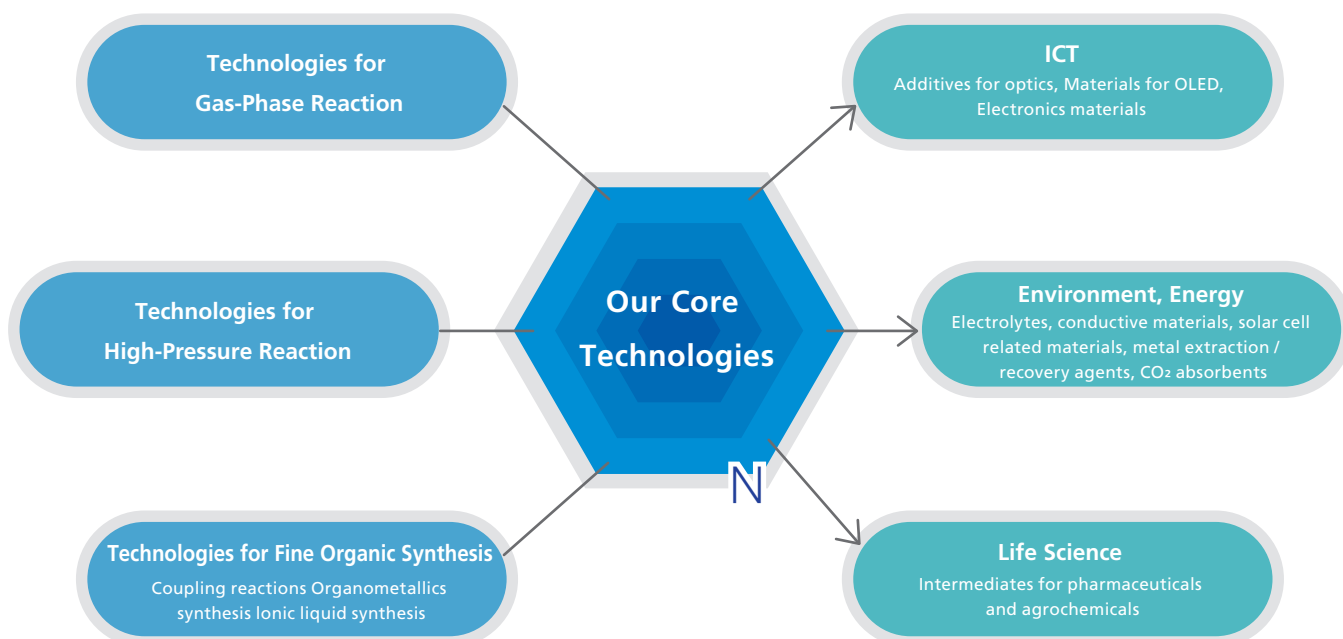 Technologies for
Gas-Phase Reaction
Technologies for
High-Pressure Reaction
Technologies for Fine Organic Synthesis
Coupling reactions Organometallics
synthesis Ionic liquid synthesis
Our Core
Technologies
N
ICT
Additives for optics, Materials for OLED,
Electronics materials
Environment, Energy
Electrolytes, conductive materials, solar cell
related materials, metal extraction /
recovery agents, CO₂ absorbents
Life Science
Intermediates for pharmaceuticals
and agrochemicals